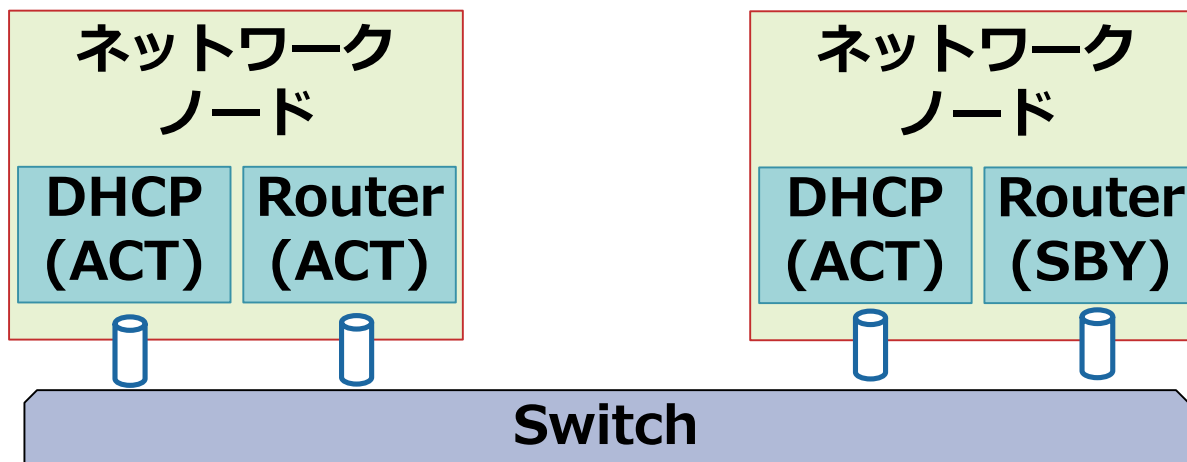 ネットワーク
ノード
DHCP
(ACT)
Router
(ACT)
ネットワーク
ノード
DHCP
(ACT)
Router
(SBY)
Switch